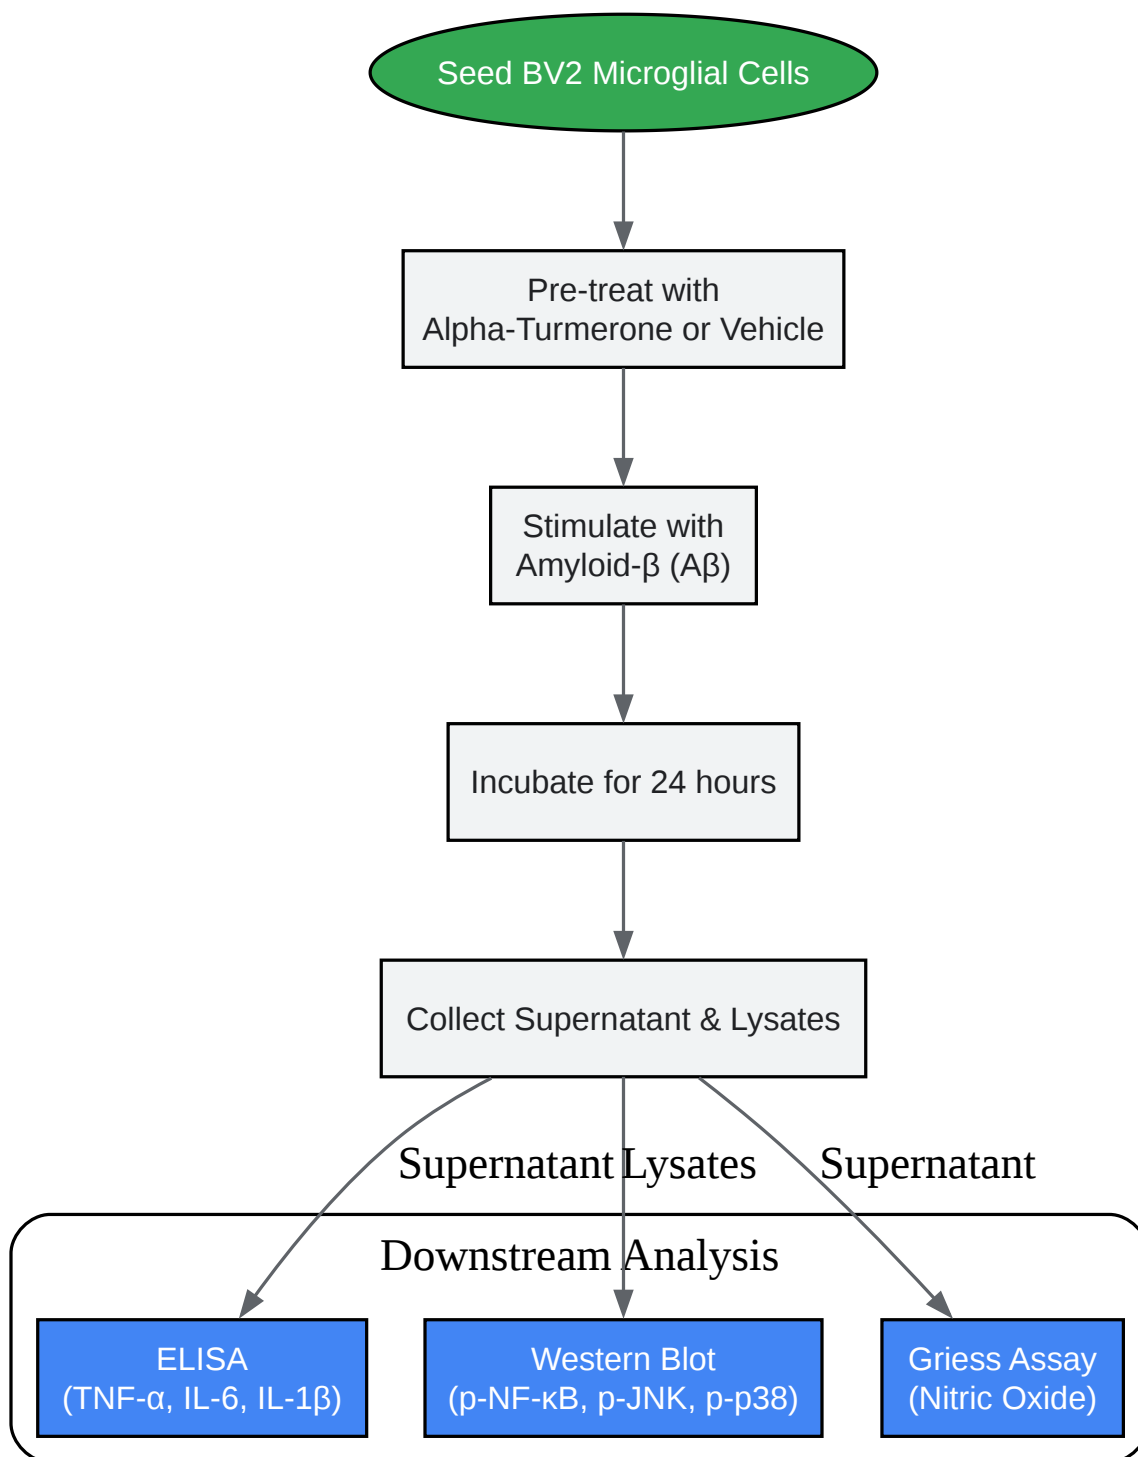 Seed BV2 Microglial Cells
Pre-treat with
Alpha-Turmerone or Vehicle
Stimulate with
Amyloid-β (Aβ)
Incubate for 24 hours
Collect Supernatant & Lysates
Supernatant
Lysates
Supernatant
Downstream Analysis
ELISA
(TNF-α, IL-6, IL-1β)
Western Blot
(p-NF-κB, p-JNK, p-p38)
Griess Assay
(Nitric Oxide)